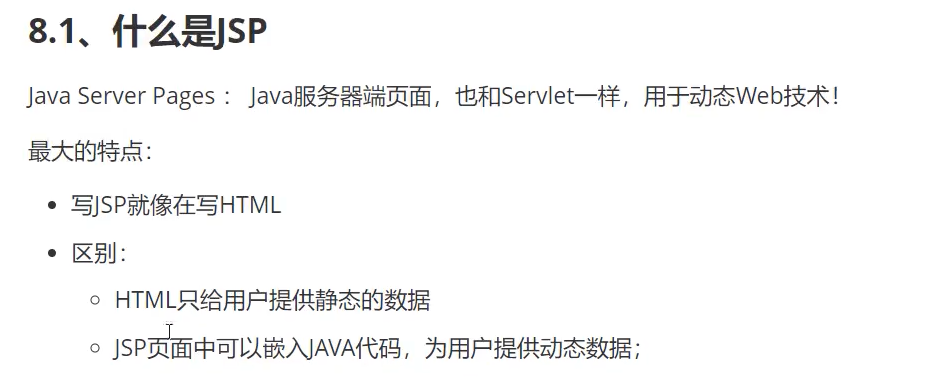 8.1、什么是JSP
Java Server Pages ： Java服务器端页面，也和Servlet一样，用于动态Web技术！
最大的特点：
写JSP就像在写HTML
区别：
HTML只给用户提供静态的数据
JSP页面中可以嵌入JAVA代码，为用户提供动态数据；